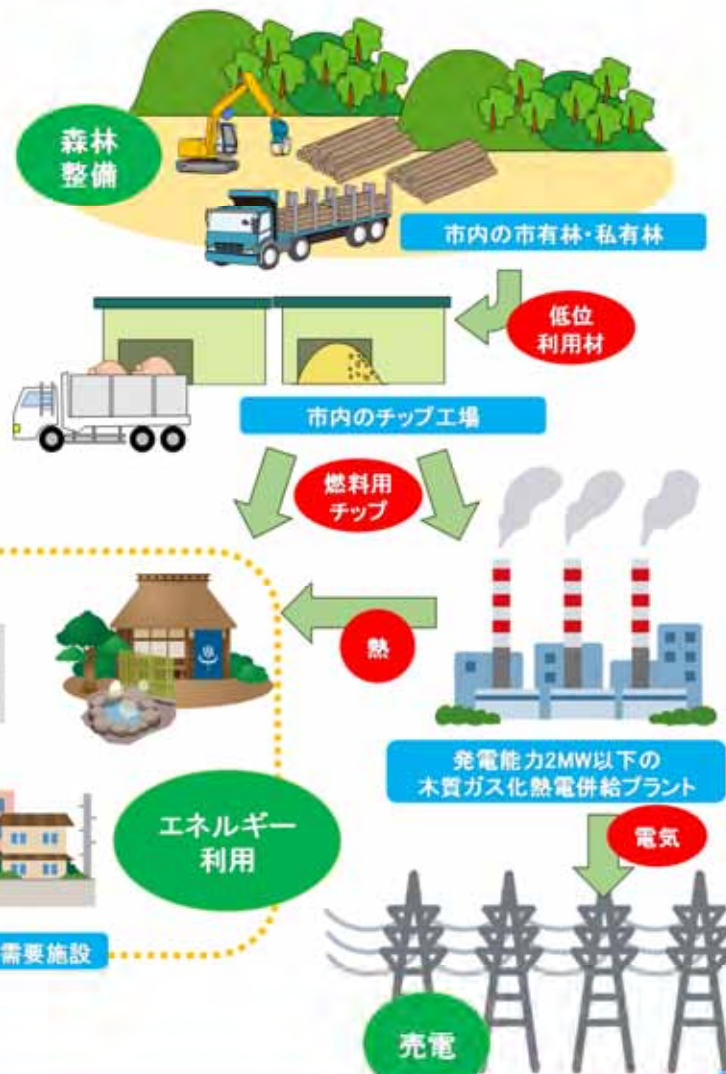 森林
整備
市内の市有林・私有林
低位
利用材
市内のチップ工場
燃料用
チップ
熱
発電能力2MW以下の
木質ガス化熱電併給プラント
エネルギー
利用
電気
需要施設
売電